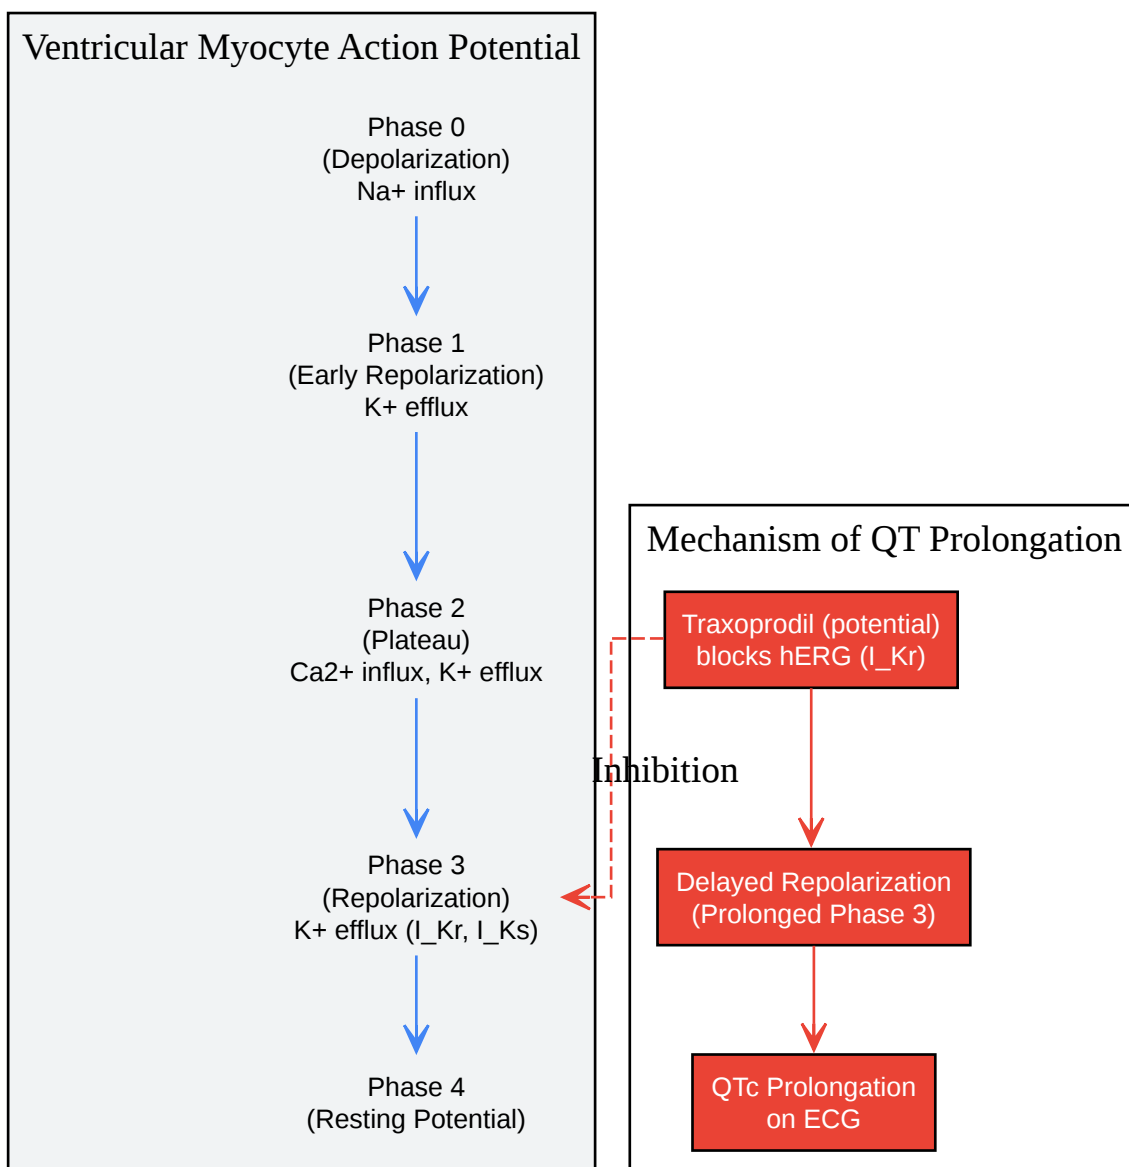 Ventricular Myocyte Action Potential
Phase 0
(Depolarization)
Na+ influx
Phase 1
(Early Repolarization)
K+ efflux
Phase 2
(Plateau)
Ca2+ influx, K+ efflux
Phase 3
(Repolarization)
K+ efflux (I_Kr, I_Ks)
Phase 4
(Resting Potential)
Inhibition
Mechanism of QT Prolongation
Traxoprodil (potential)
blocks hERG (I_Kr)
Delayed Repolarization
(Prolonged Phase 3)
QTc Prolongation
on ECG